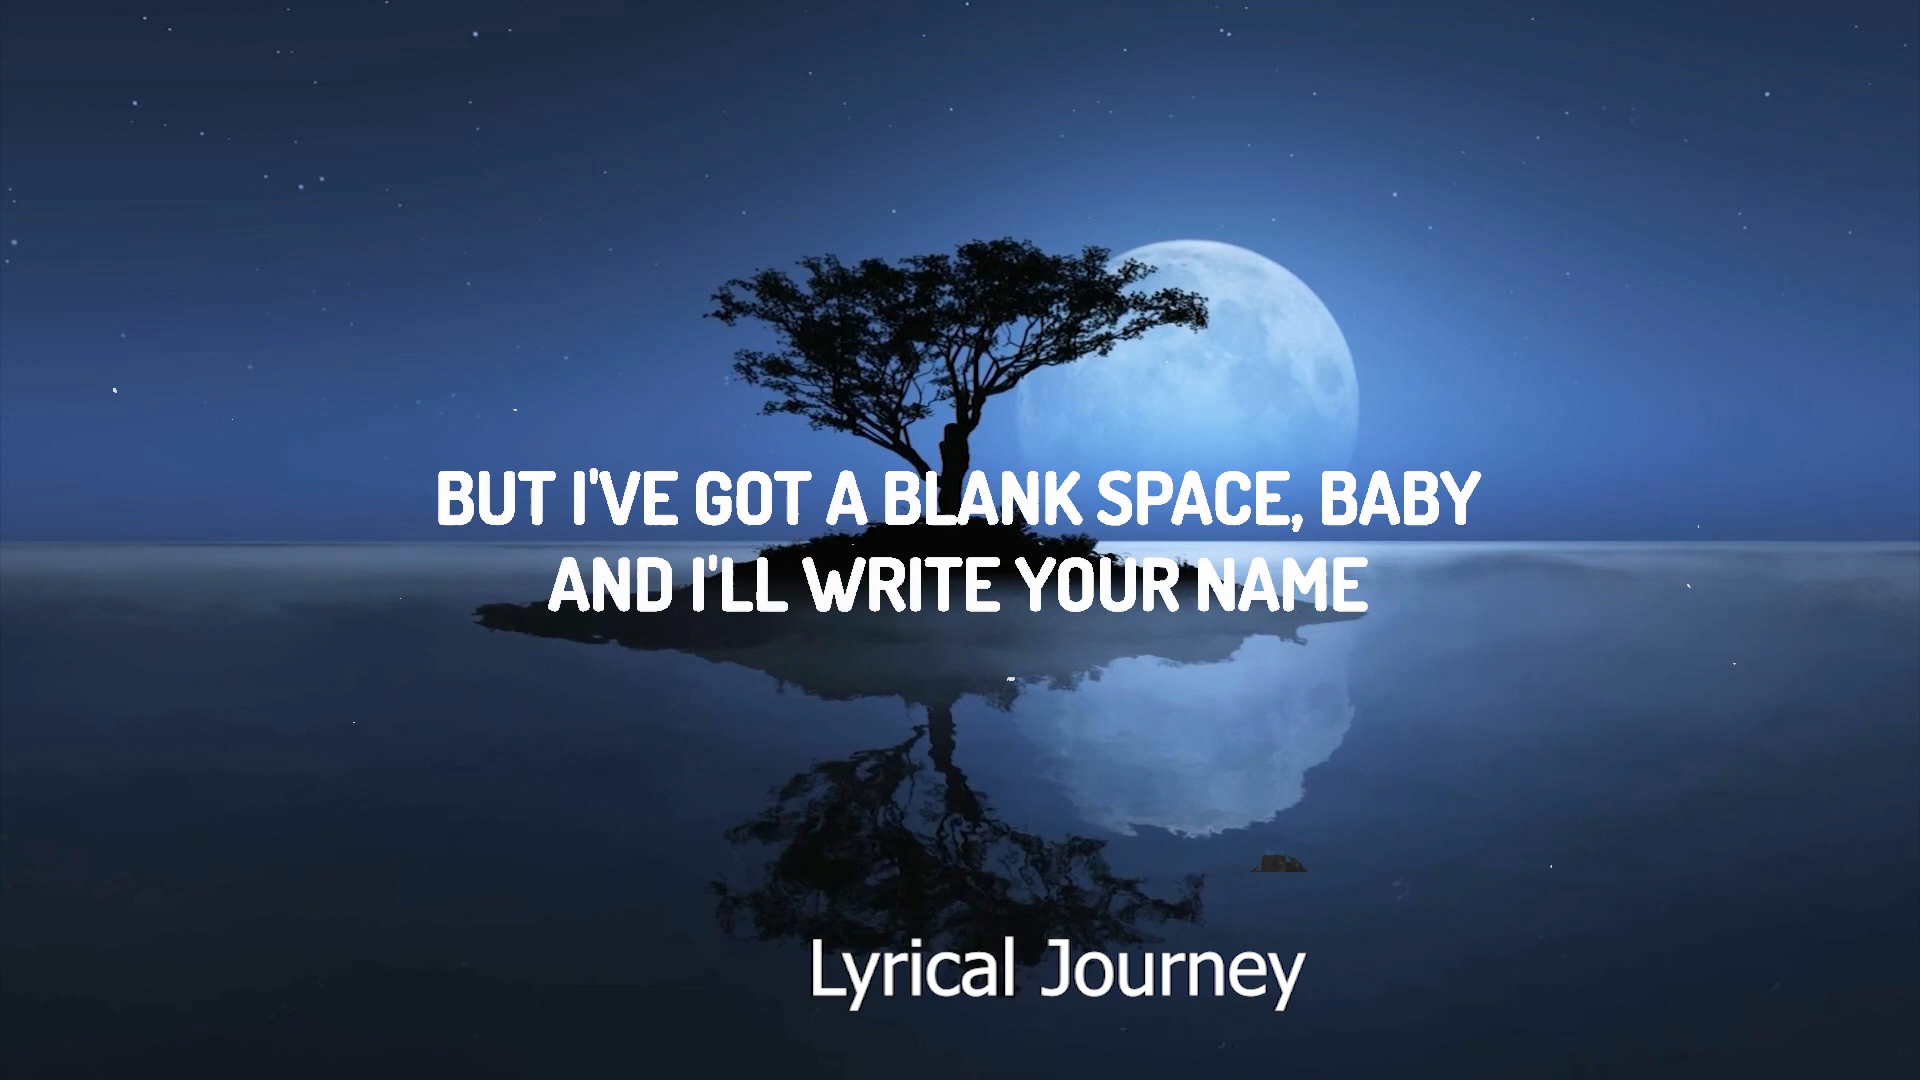 BUT I'VE GOT A BLANK SPACE, BABY
AND I'LL WRITE YOUR NAME
Lyrical Journey